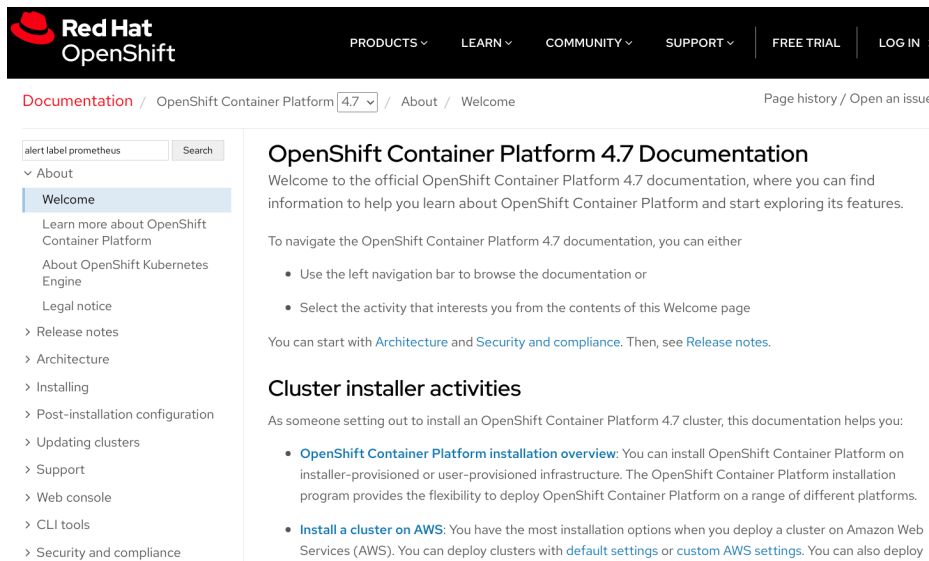 Red Hat
OpenShift
PRODUCTS LEARN COMMUNITY SUPPORT FREE TRIAL LOG IN
Documentation / OpenShift Container Platform 4.7 / About / Welcome
Page history / Open an issue
alert label prometheus Search
About
Welcome
Learn more about OpenShift
Container Platform
About OpenShift Kubernetes
Engine
Legal notice
Release notes
Architecture
Installing
Post-installation configuration
Updating clusters
Support
Web console
CLI tools
Security and compliance
OpenShift Container Platform 4.7 Documentation
Welcome to the official OpenShift Container Platform 4.7 documentation, where you can find
information to help you learn about OpenShift Container Platform and start exploring its features.
To navigate the OpenShift Container Platform 4.7 documentation, you can either
• Use the left navigation bar to browse the documentation or
• Select the activity that interests you from the contents of this Welcome page
You can start with Architecture and Security and compliance. Then, see Release notes.
Cluster installer activities
As someone setting out to install an OpenShift Container Platform 4.7 cluster, this documentation helps you:
• OpenShift Container Platform installation overview: You can install OpenShift Container Platform on
installer-provisioned or user-provisioned infrastructure. The OpenShift Container Platform installation
program provides the flexibility to deploy OpenShift Container Platform on a range of different platforms.
• Install a cluster on AWS: You have the most installation options when you deploy a cluster on Amazon Web
Services (AWS). You can deploy clusters with default settings or custom AWS settings. You can also deploy